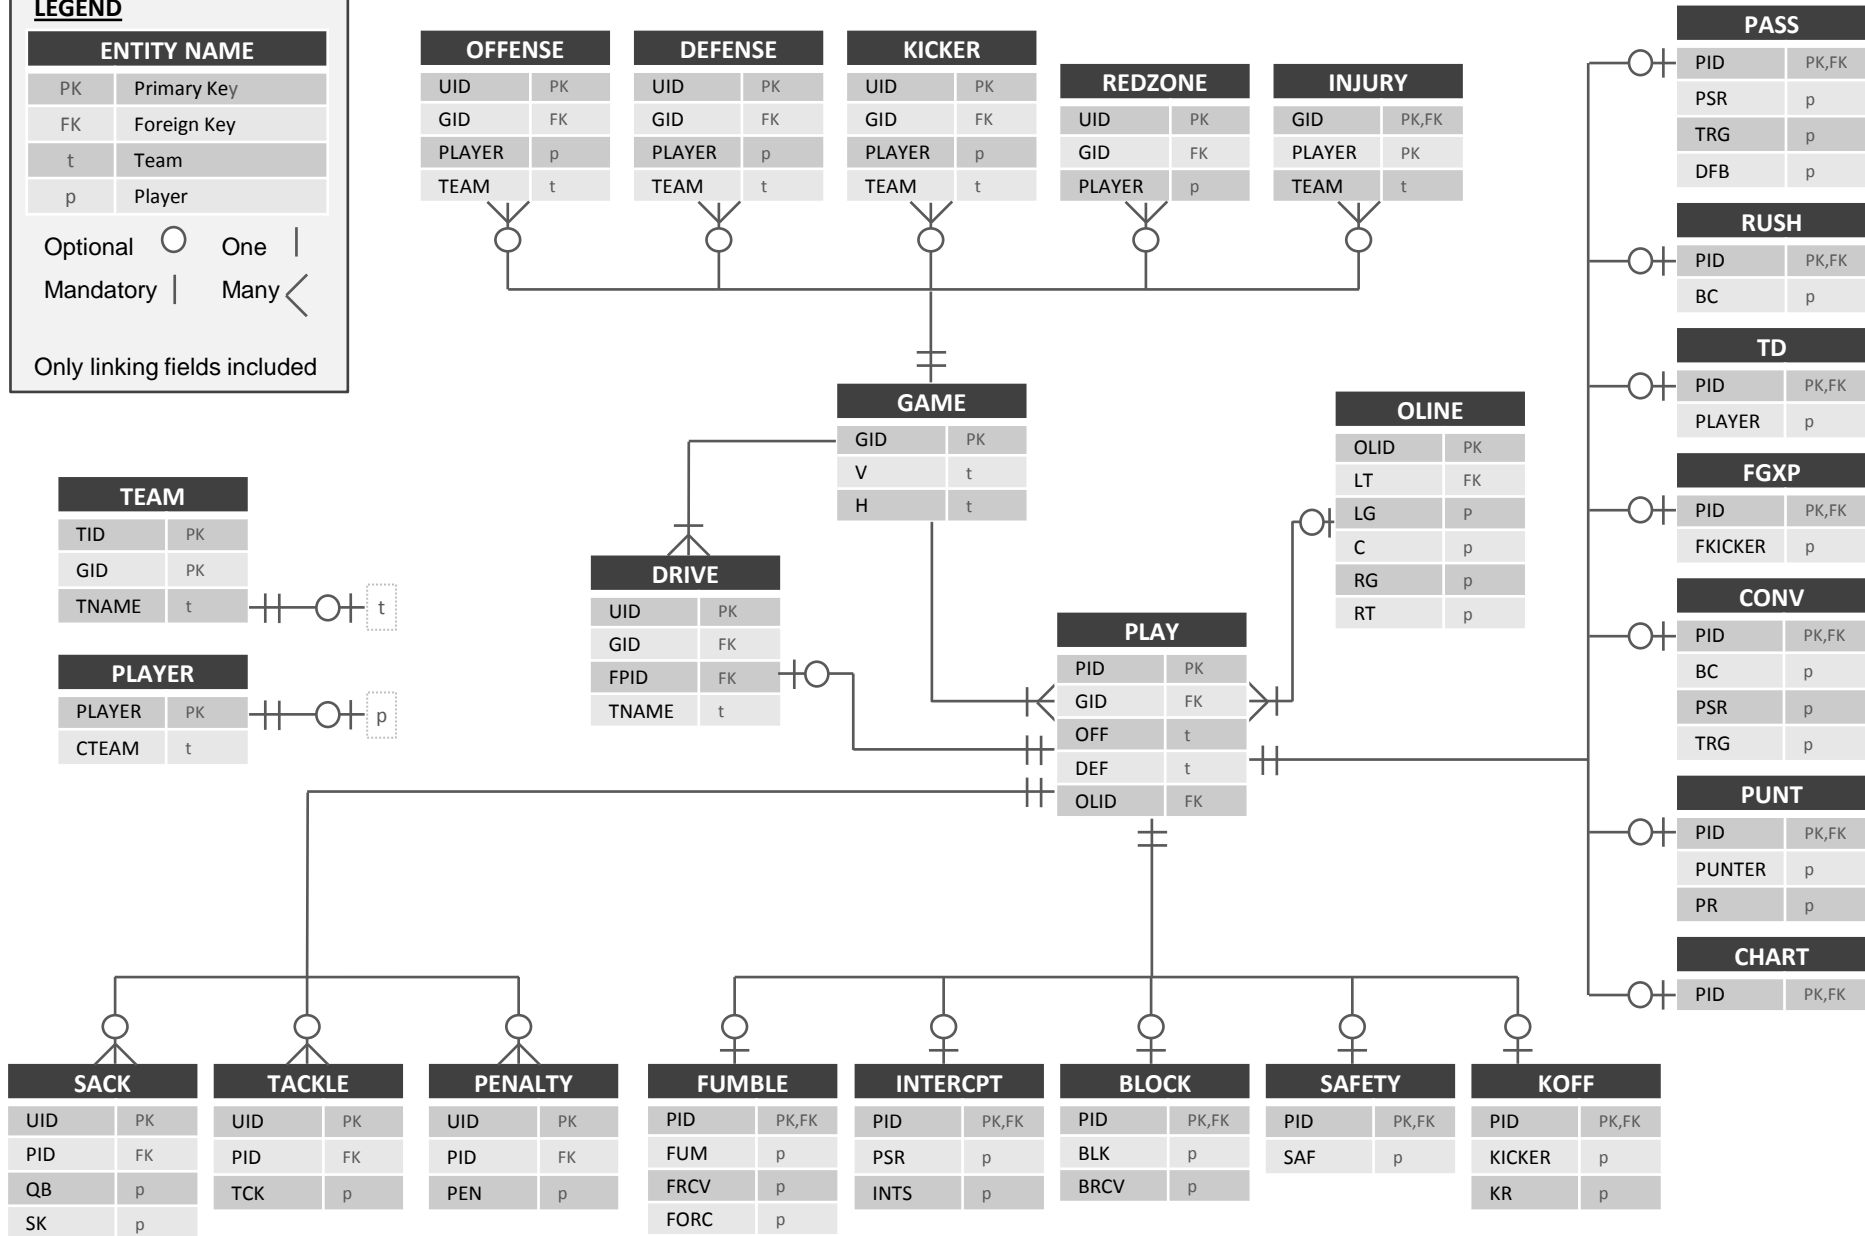 LEGEND
ENTITY NAME
PK Primary Key
FK Foreign Key
t Team
p Player
Optional One
Mandatory Many
Only linking fields included
OFFENSE
UID PK
GID FK
PLAYER p
TEAM t
DEFENSE
UID PK
GID FK
PLAYER p
TEAM t
KICKER
UID PK
GID FK
PLAYER p
TEAM t
REDZONE
UID PK
GID FK
PLAYER p
INJURY
GID PK,FK
PLAYER PK
TEAM t
PASS
PID PK,FK
PSR p
TRG p
DFB p
RUSH
PID PK,FK
BC p
TD
PID PK,FK
PLAYER p
FGXP
PID PK,FK
FKICKER p
CONV
PID PK,FK
BC p
PSR p
TRG p
PUNT
PID PK,FK
PUNTER p
PR p
CHART
PID PK,FK
GAME
GID PK
V t
H t
OLINE
OLID PK
LT FK
LG P
C p
RG p
RT p
TEAM
TID PK
GID PK
TNAME t
t
PLAYER
PLAYER PK
CTEAM t
p
DRIVE
UID PK
GID FK
FPID FK
TNAME t
PLAY
PID PK
GID FK
OFF t
DEF t
OLID FK
SACK
UID PK
PID FK
QB p
SK p
TACKLE
UID PK
PID FK
TCK p
PENALTY
UID PK
PID FK
PEN p
FUMBLE
PID PK,FK
FUM p
FRCV p
FORC p
INTERCPT
PID PK,FK
PSR p
INTS p
BLOCK
PID PK,FK
BLK p
BRCV p
SAFETY
PID PK,FK
SAF p
KOFF
PID PK,FK
KICKER p
KR p